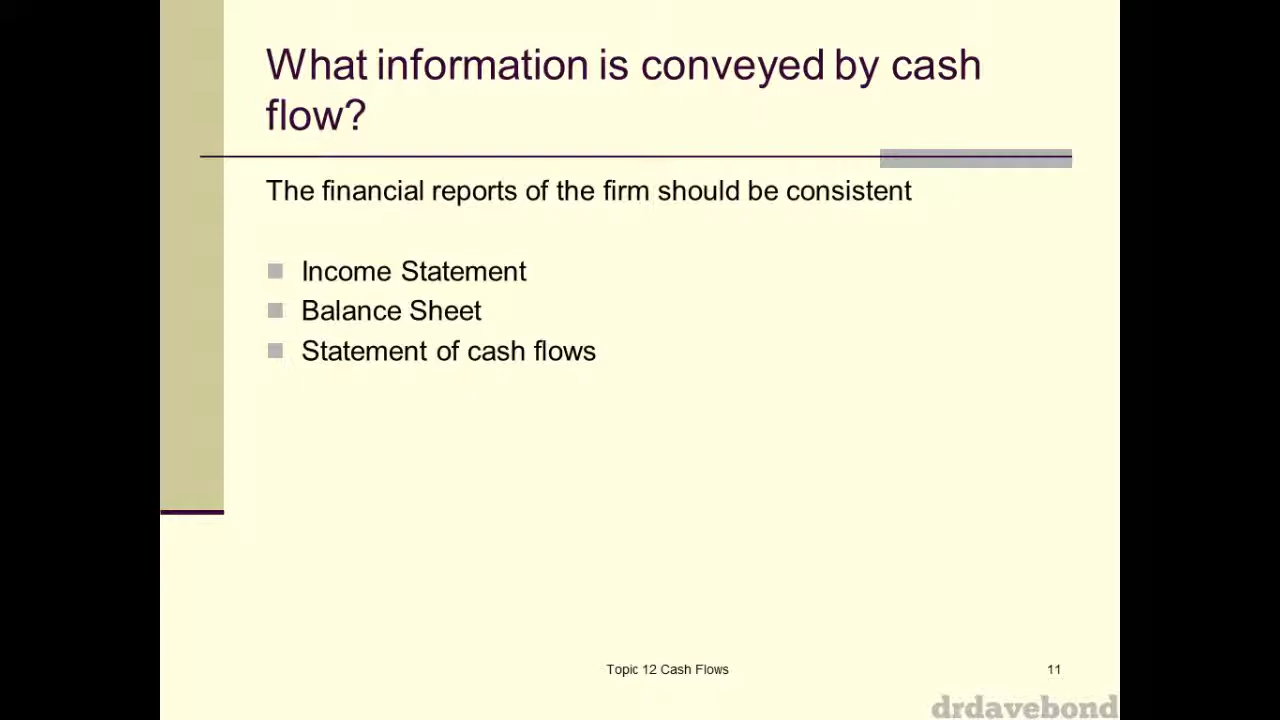 What information is conveyed by cash
flow?
The financial reports of the firm should be consistent
Income Statement
Balance Sheet
Statement of cash flows
Topic 12 Cash Flows
11
drdavebond